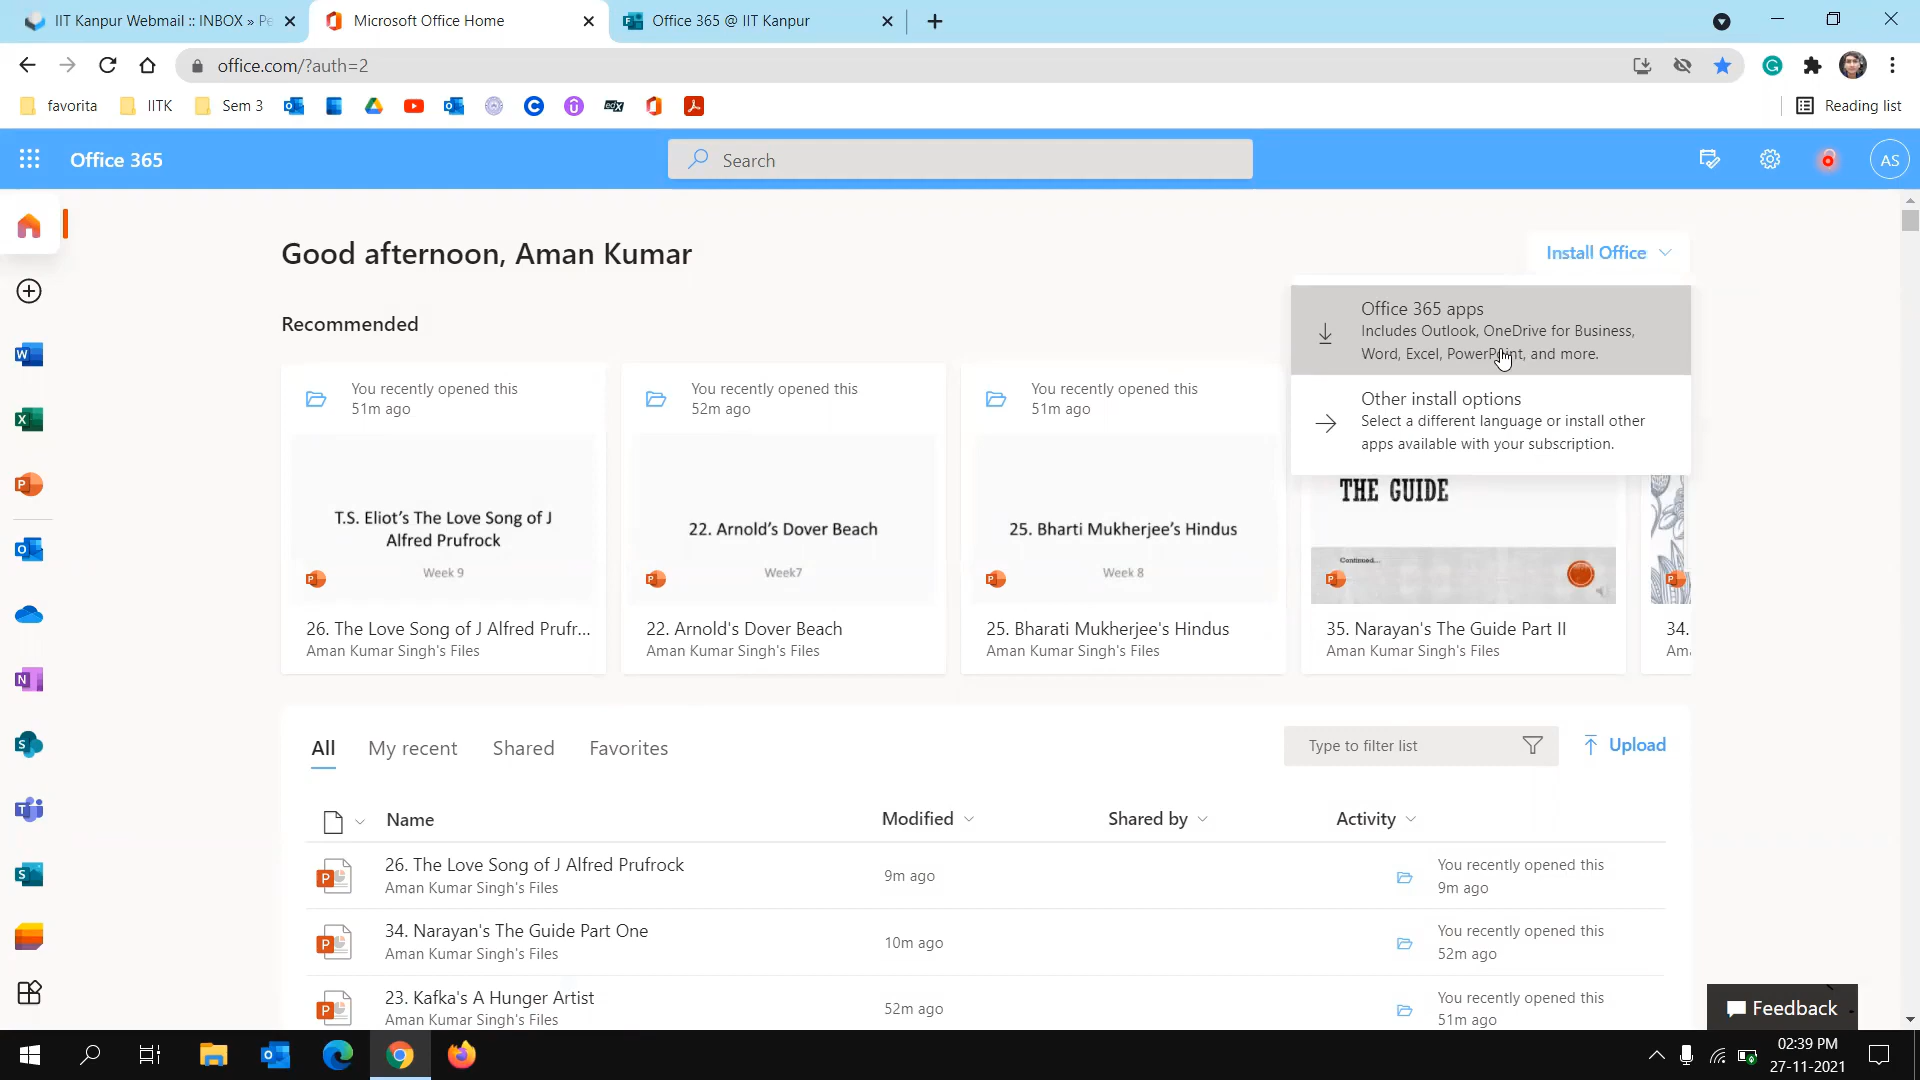 IIT Kanpur Webmail :: INBOX » Pe
Microsoft Office Home
Office 365 @ IIT Kanpur
office.com/?auth=2
favorita
IITK
Sem 3
Reading list
Office 365
Search
AS
Good afternoon, Aman Kumar
Install Office
Office 365 apps
Includes Outlook, OneDrive for Business,
Word, Excel, PowerPoint, and more.
Other install options
Select a different language or install other
apps available with your subscription.
Recommended
You recently opened this
51m ago
T.S. Eliot's The Love Song of J
Alfred Prufrock
Week 9
26. The Love Song of J Alfred Prufr...
Aman Kumar Singh's Files
You recently opened this
52m ago
22. Arnold's Dover Beach
Week7
22. Arnold's Dover Beach
Aman Kumar Singh's Files
You recently opened this
51m ago
25. Bharti Mukherjee's Hindus
Week 8
25. Bharati Mukherjee's Hindus
Aman Kumar Singh's Files
THE GUIDE
Continued...
35. Narayan's The Guide Part II
Aman Kumar Singh's Files
34.
Am
All
My recent
Shared
Favorites
Type to filter list
Upload
Name
Modified
Shared by
Activity
26. The Love Song of J Alfred Prufrock
Aman Kumar Singh's Files
9m ago
You recently opened this
9m ago
34. Narayan's The Guide Part One
Aman Kumar Singh's Files
10m ago
You recently opened this
52m ago
23. Kafka's A Hunger Artist
Aman Kumar Singh's Files
52m ago
You recently opened this
51m ago
Feedback
02:39 PM
27-11-2021